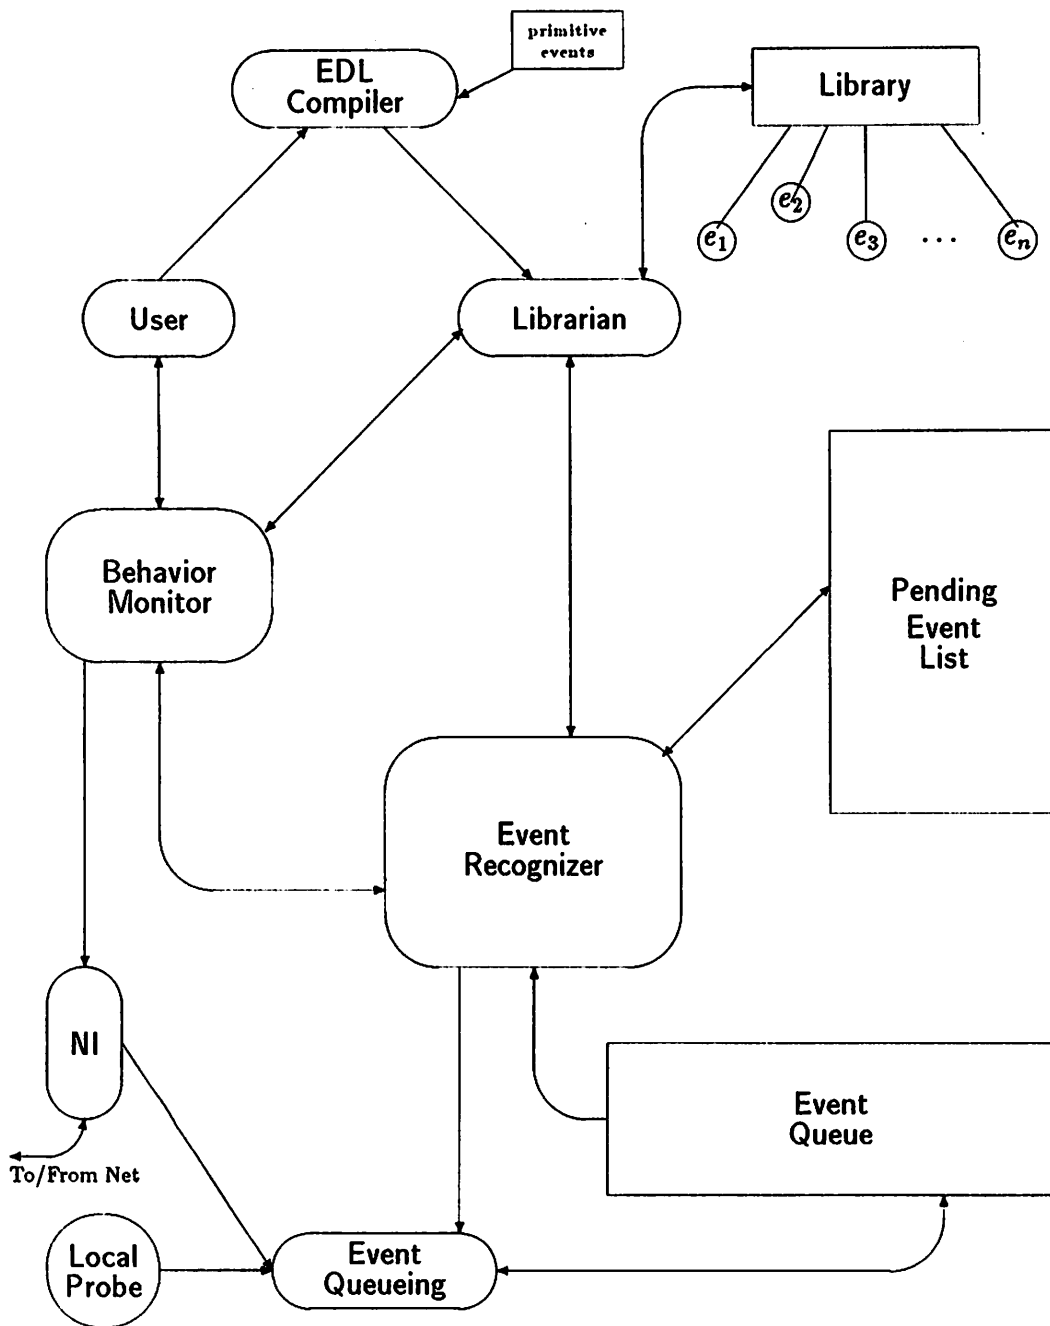 primitive
events
EDL
Compiler
Library
e1
e2
e3
...
en
User
Librarian
Behavior
Monitor
Pending
Event
List
Event
Recognizer
NI
Event
Queue
To/From Net
Local
Probe
Event
Queueing